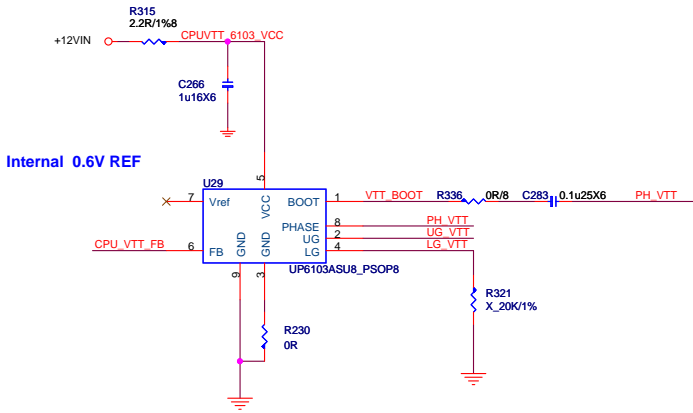 R315
2.2R/1%8
+12VIN
CPUVTT_6103_VCC
C266
1u16X6
Internal 0.6V REF
U29
5
7
Vref
VCC
BOOT
1
VTT_BOOT
R336
0R/8
C283
0.1u25X6
PH_VTT
PHASE
8
PH_VTT
UG
2
UG_VTT
CPU_VTT_FB
6
FB
GND
GND
LG
4
LG_VTT
UP6103ASU8_PSOP8
9
3
R321
X_20K/1%
R230
0R